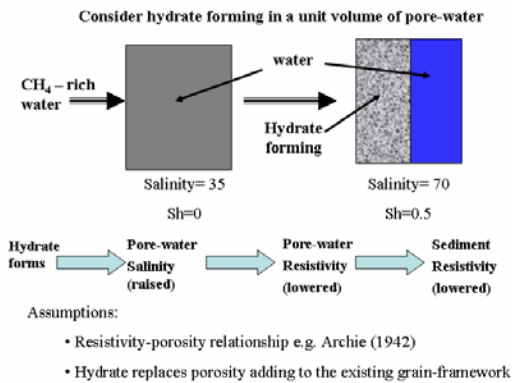 Consider hydrate forming in a unit volume of pore-water
CH4 – rich
water
water
Hydrate
forming
Salinity= 35
Salinity= 70
Sh=0
Sh=0.5
Hydrate
forms
Pore-water
Salinity
(raised)
Pore-water
Resistivity
(lowered)
Sediment
Resistivity
(lowered)
Assumptions:
• Resistivity-porosity relationship e.g. Archie (1942)
• Hydrate replaces porosity adding to the existing grain-framework